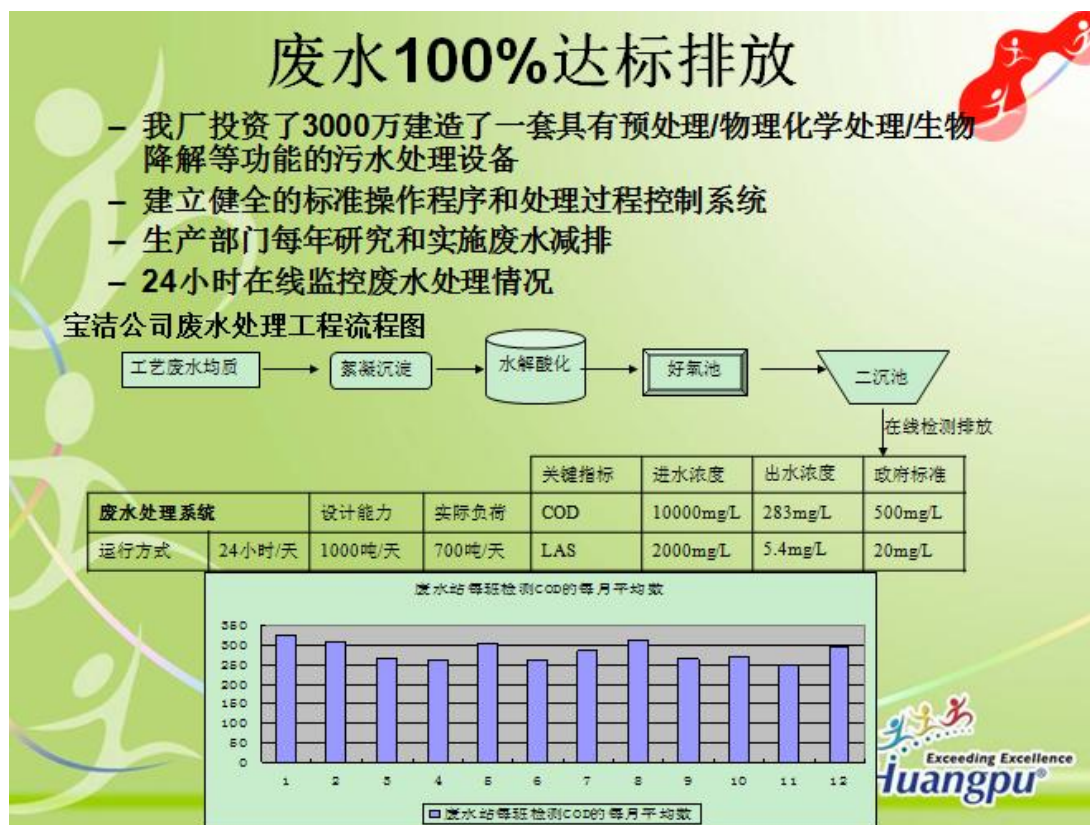 废水100%达标排放
– 我厂投资了3000万建造了一套具有预处理/物理化学处理/生物
降解等功能的污水处理设备
– 建立健全的标准操作程序和处理过程控制系统
– 生产部门每年研究和实施废水减排
– 24小时在线监控废水处理情况
宝洁公司废水处理工程流程图
工艺废水均质
絮凝沉淀
水解酸化
好氧池
二沉池
在线检测排放
关键指标 进水浓度 出水浓度 政府标准
废水处理系统 设计能力 实际负荷 COD 10000mg/L 283mg/L 500mg/L
运行方式 24小时/天 1000吨/天 700吨/天 LAS 2000mg/L 5.4mg/L 20mg/L
废水站每班检测COD的每月平均数
350
300
250
200
150
100
50
0
1 2 3 4 5 6 7 8 9 10 11 12
废水站每班检测COD的每月平均数
Exceeding Excellence
Huangpu®